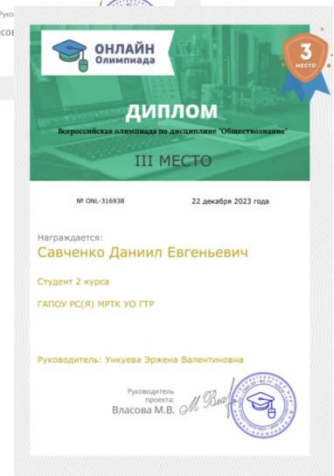 ОНЛАЙН
Олимпиада
3
МЕСТО
ДИПЛОМ
Всероссийская олимпиада по дисциплине "Обществознание"
III МЕСТО
№ ONL-316938
22 декабря 2023 года
Награждается:
Савченко Даниил Евгеньевич
Студент 2 курса
ГАПОУ РС(Я) МРТК УО ГТР
Руководитель: Ункуева Эржена Валентиновна
Руководитель
проекта:
Власова М.В.